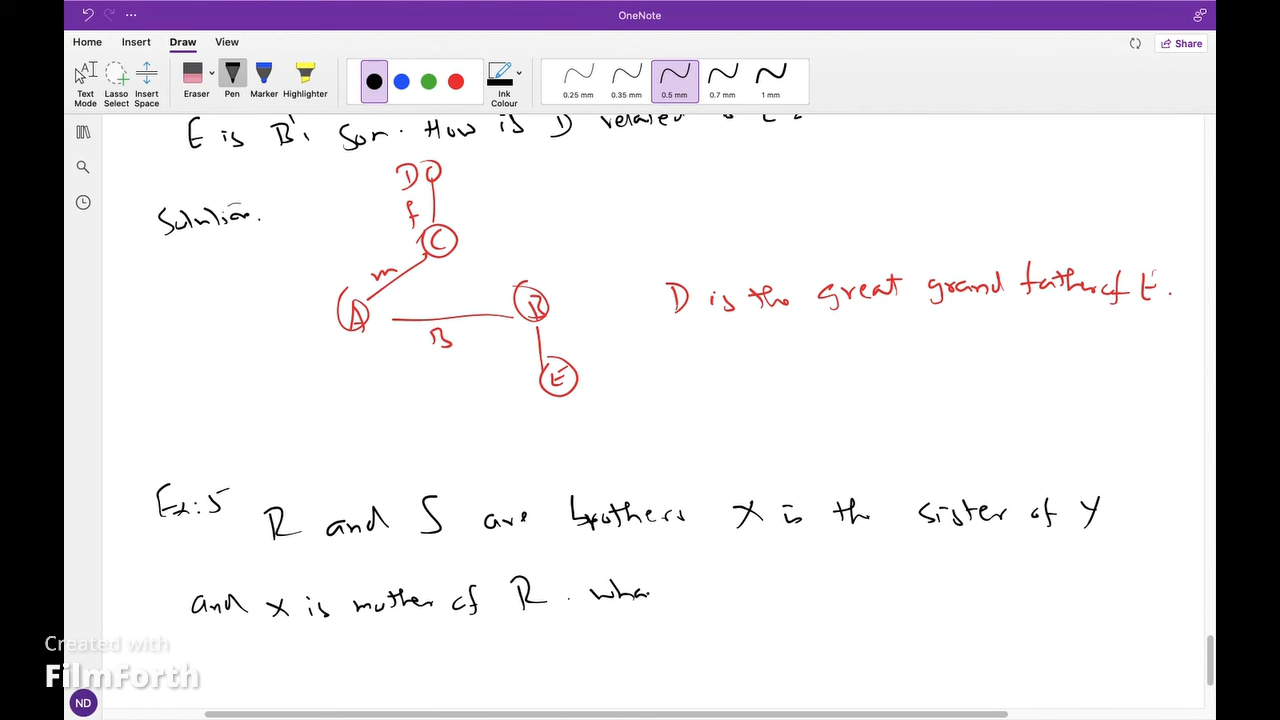 OneNote
Home Insert Draw View
Share
Text Mode
Lasso Select
Insert Space
Eraser
Pen
Marker
Highlighter
Ink Colour
0.25 mm
0.35 mm
0.5 mm
0.7 mm
1 mm
E is B's Son. How is D related
D
Solution.
f
C
m
D is the great grand father of E.
A
B
B
E
Ex:5 R and S are brothers X is the sister of Y
and X is mother of R. wha
Created with
FilmForth
ND